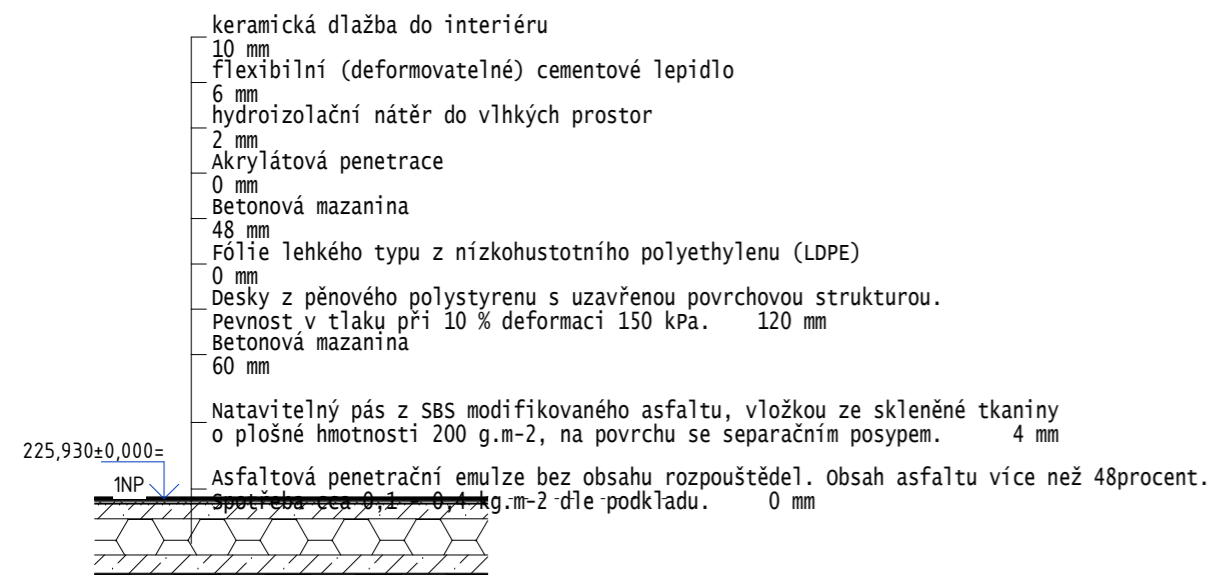 keramická dlažba do interiéru
10 mm
flexibilní (deformovatelné) cementové lepidlo
6 mm
hydroizolační nátěr do vlhkých prostor
2 mm
Akrylátová penetrace
0 mm
Betonová mazanina
48 mm
Fólie lehkého typu z nízkohustotního polyethylenu (LDPE)
0 mm
Desky z pěnového polystyrenu s uzavřenou povrchovou strukturou.
Pevnost v tlaku při 10 % deformaci 150 kPa. 120 mm
Betonová mazanina
60 mm
Natavitelný pás z SBS modifikovaného asfaltu, vložkou ze skleněné tkaniny
o plošné hmotnosti 200 g.m-2, na povrchu se separačním posypem. 4 mm
225,930±0,000=
1NP
Asfaltová penetrační emulze bez obsahu rozpouštědel. Obsah asfaltu více než 48procent.
Spotřeba cca 0,1 - 0,4 kg.m-2 dle podkladu. 0 mm